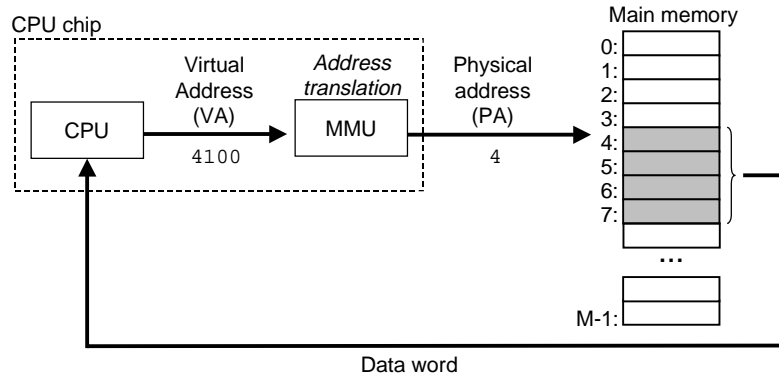 CPU chip
Main memory
Virtual
Address
(VA)
Address
translation
Physical
address
(PA)
CPU
MMU
4100
4
0:
1:
2:
3:
4:
5:
6:
7:
...
M-1:
Data word